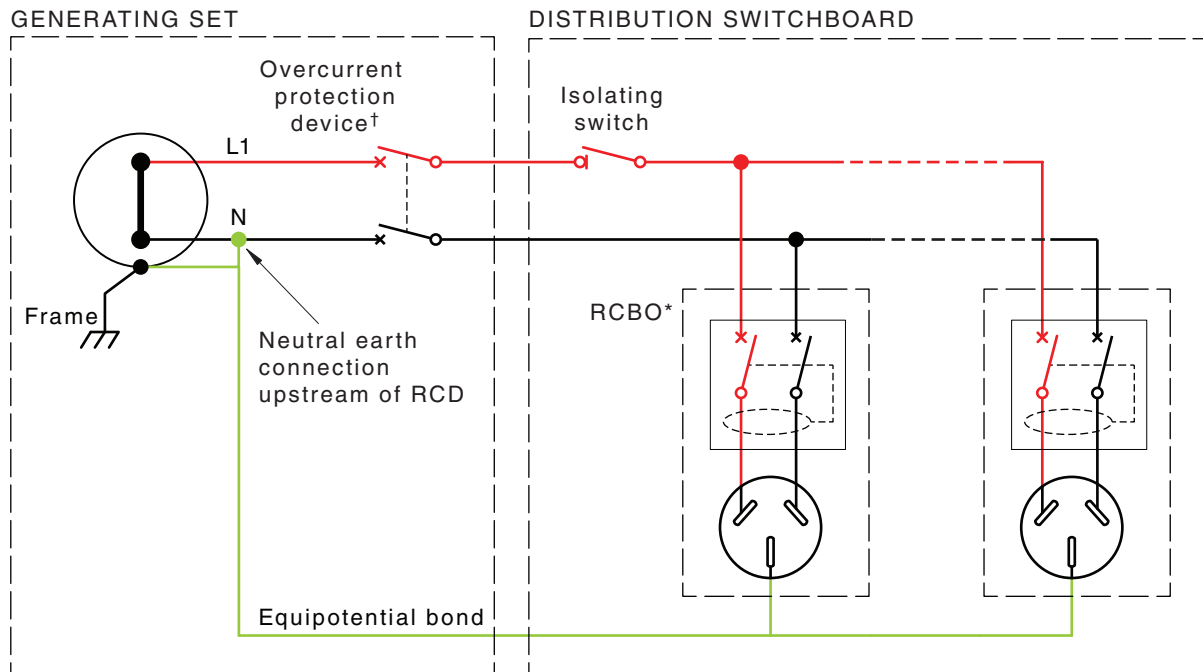 GENERATING SET
DISTRIBUTION SWITCHBOARD
Overcurrent
protection
device†
Isolating
switch
L1
N
Frame
Neutral earth
connection
upstream of RCD
RCBO*
Equipotential bond